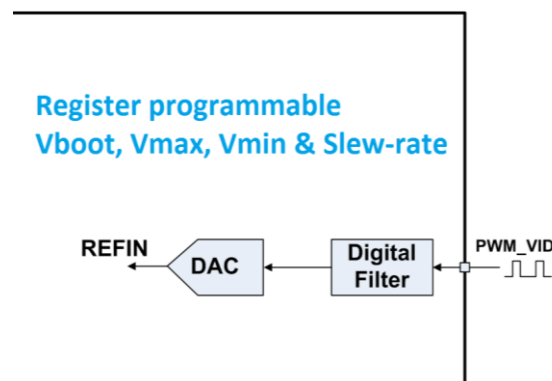 Register programmable
Vboot, Vmax, Vmin & Slew-rate
REFIN
DAC
Digital
Filter
PWM_VID